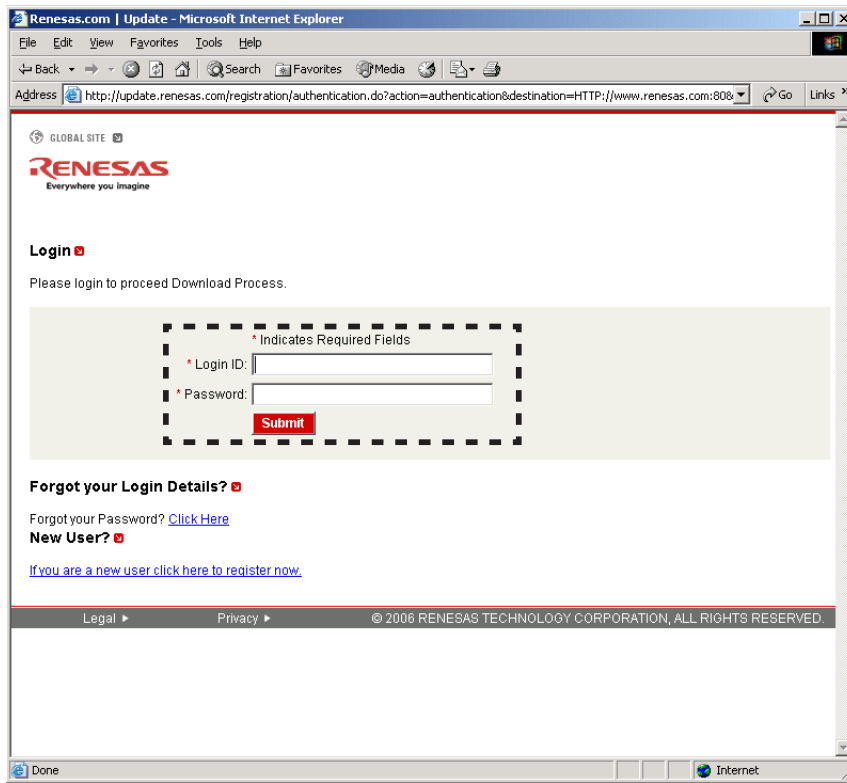 Renesas.com | Update - Microsoft Internet Explorer
File Edit View Favorites Tools Help
Back Search Favorites Media
Address http://update.renesas.com/registration/authentication.do?action=authentication&destination=HTTP://www.renesas.com:80& Go Links »
GLOBAL SITE
RENESAS
Everywhere you imagine
Login
Please login to proceed Download Process.
* Indicates Required Fields
* Login ID:
* Password:
Submit
Forgot your Login Details?
Forgot your Password? Click Here
New User?
If you are a new user click here to register now.
Legal Privacy © 2006 RENESAS TECHNOLOGY CORPORATION, ALL RIGHTS RESERVED.
Done Internet